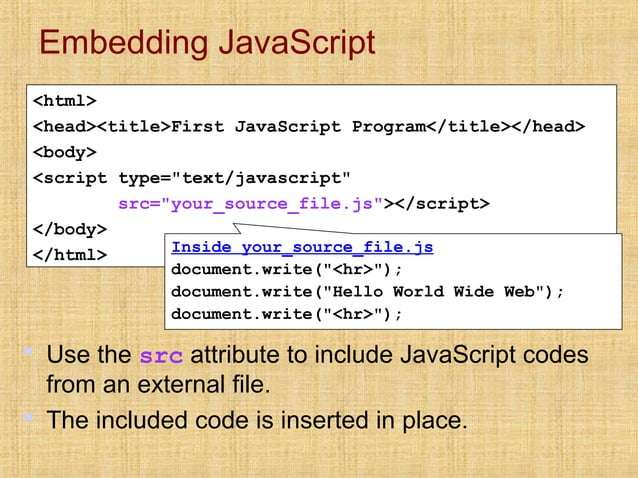 Embedding JavaScript
<html>
<head><title>First JavaScript Program</title></head>
<body>
<script type="text/javascript"
src="your_source_file.js"></script>
</body>
</html>
Inside your_source_file.js
document.write("<hr>");
document.write("Hello World Wide Web");
document.write("<hr>");
Use the src attribute to include JavaScript codes
from an external file.
The included code is inserted in place.